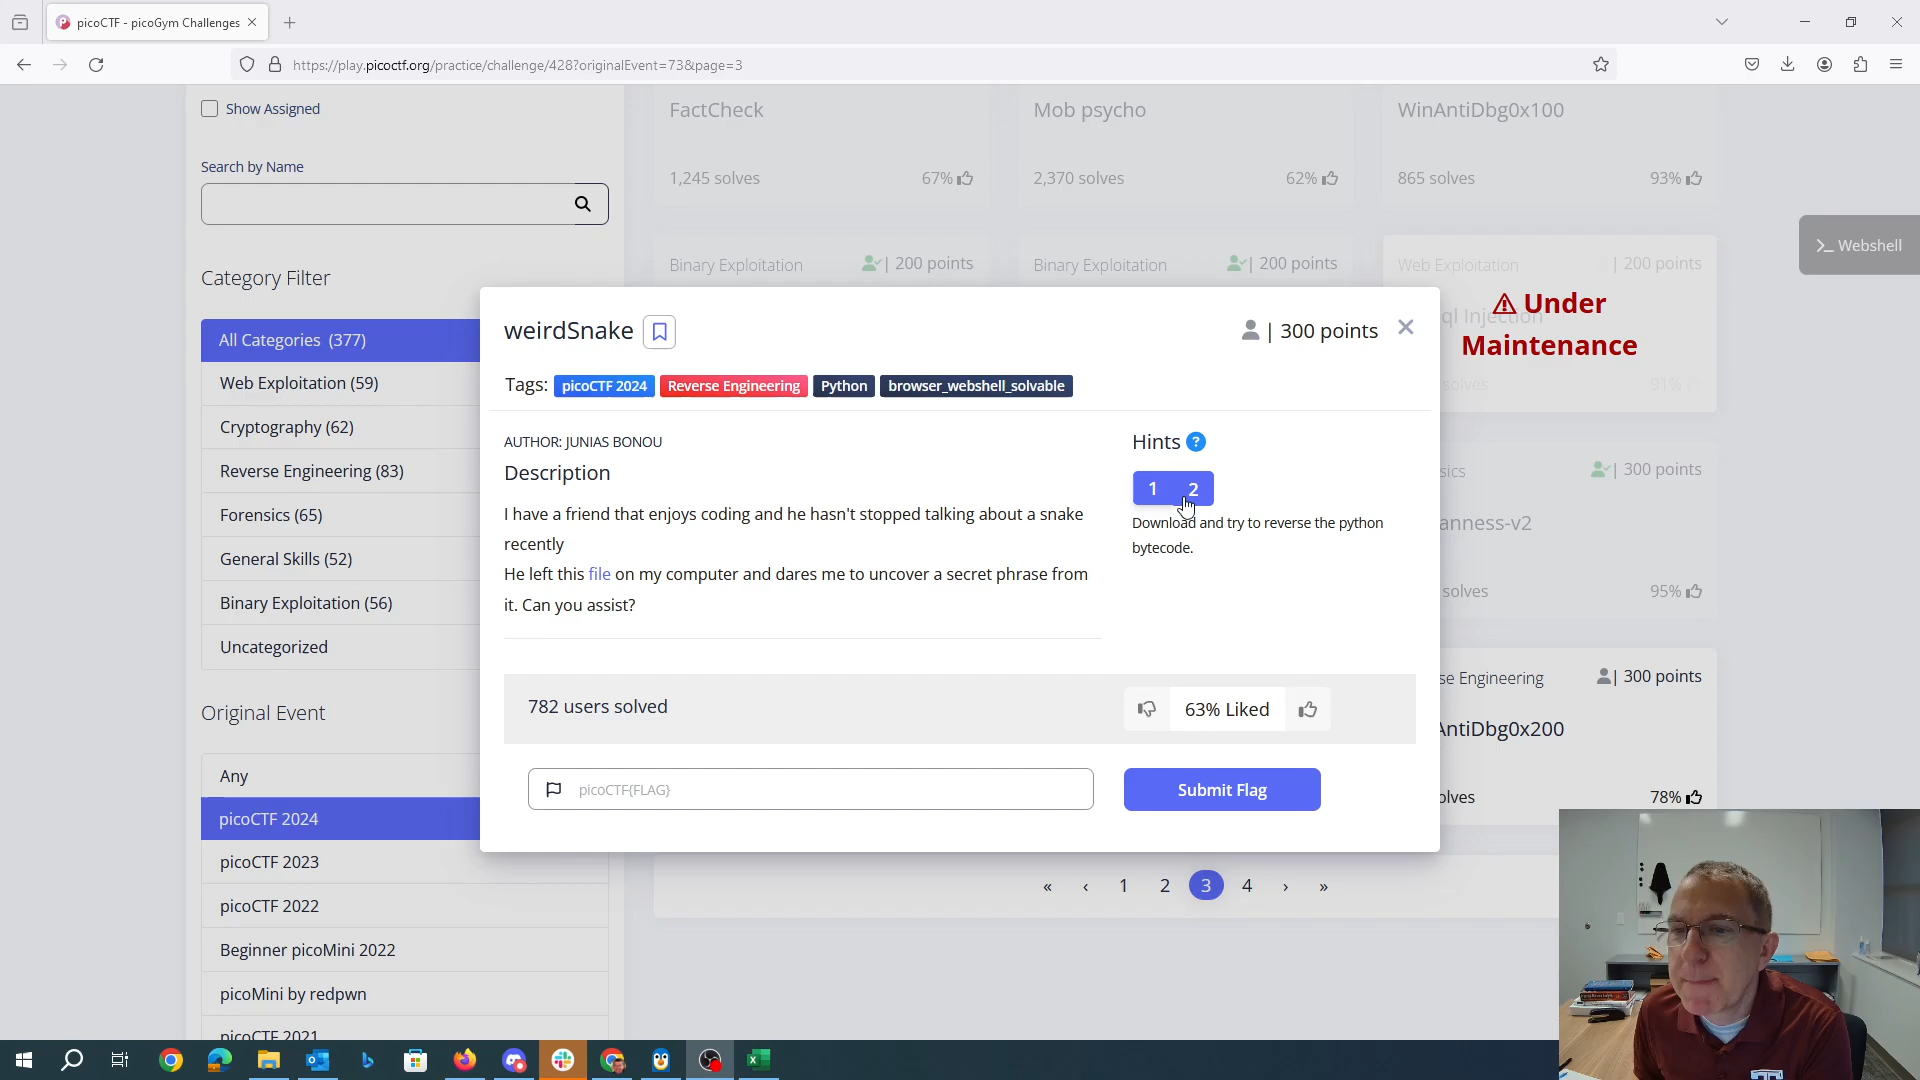 picoCTF - picoGym Challenges
https://play.picoctf.org/practice/challenge/428?originalEvent=73&page=3
Show Assigned
Search by Name
Category Filter
All Categories (377)
Web Exploitation (59)
Cryptography (62)
Reverse Engineering (83)
Forensics (65)
General Skills (52)
Binary Exploitation (56)
Uncategorized
Original Event
Any
picoCTF 2024
picoCTF 2023
picoCTF 2022
Beginner picoMini 2022
picoMini by redpwn
picoCTF 2021
FactCheck
1,245 solves
67%
Mob psycho
2,370 solves
62%
WinAntiDbg0x100
865 solves
93%
Binary Exploitation
| 200 points
Binary Exploitation
| 200 points
Web Exploitation
| 200 points
ql Injection
Under
Maintenance
solves
91%
>_ Webshell
weirdSnake
| 300 points
Tags: picoCTF 2024 Reverse Engineering Python browser_webshell_solvable
AUTHOR: JUNIAS BONOU
Description
I have a friend that enjoys coding and he hasn't stopped talking about a snake
recently
He left this file on my computer and dares me to uncover a secret phrase from
it. Can you assist?
Hints ?
1 2
Download and try to reverse the python
bytecode.
782 users solved
63% Liked
picoCTF{FLAG}
Submit Flag
sics
| 300 points
anness-v2
solves
95%
se Engineering
| 300 points
AntiDbg0x200
olves
78%
« ‹ 1 2 3 4 › »